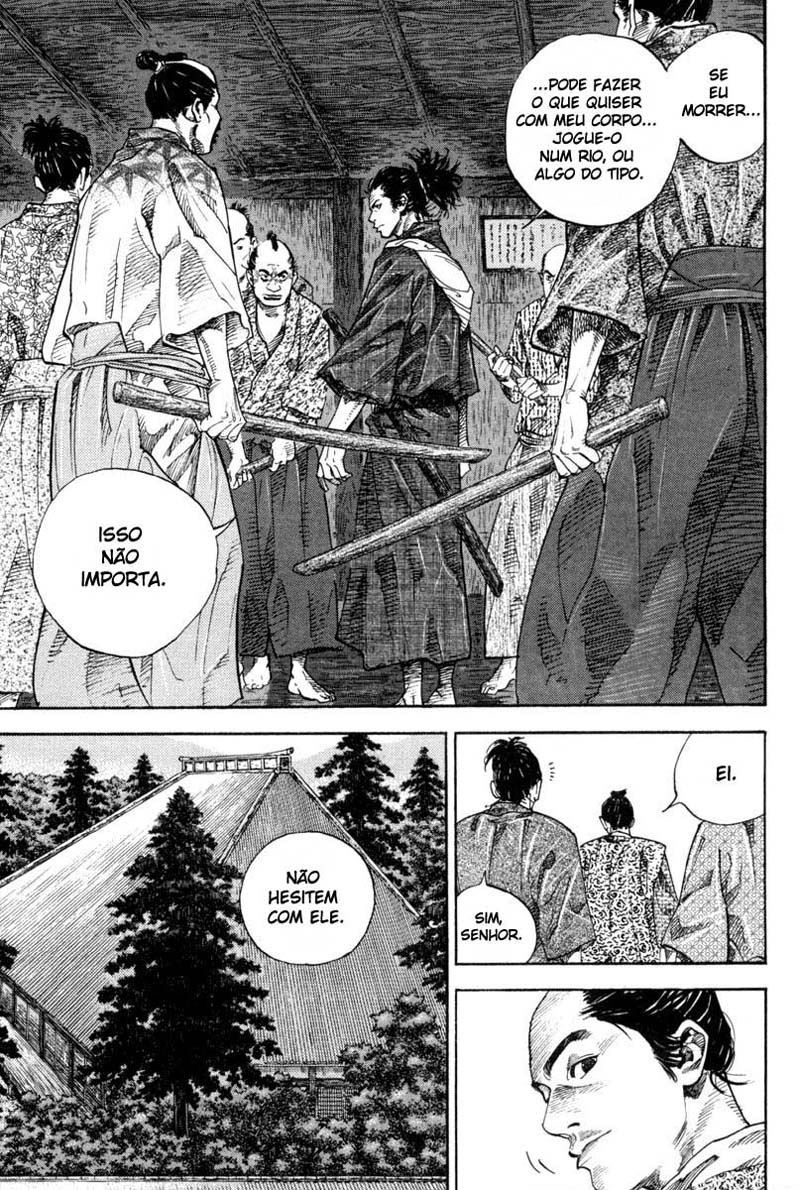 SE
EU
MORRER...
...PODE FAZER
O QUE QUISER
COM MEU CORPO...
JOGUE-O
NUM RIO, OU
ALGO DO TIPO.
ISSO
NÃO
IMPORTA.
EI.
SIM,
SENHOR.
NÃO
HESITEM
COM ELE.